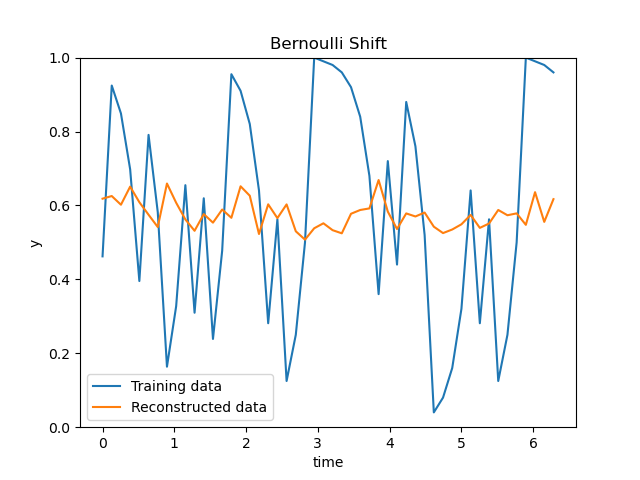 Bernoulli Shift
1.0
0.8
0.6
0.4
0.2
0.0
y
Training data
Reconstructed data
0 1 2 3 4 5 6
time